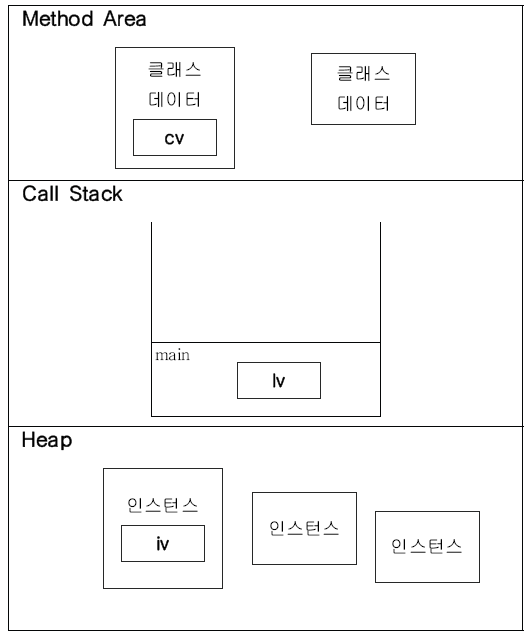 Method Area
클래스
데이터
cv
클래스
데이터
Call Stack
main
lv
Heap
인스턴스
iv
인스턴스
인스턴스